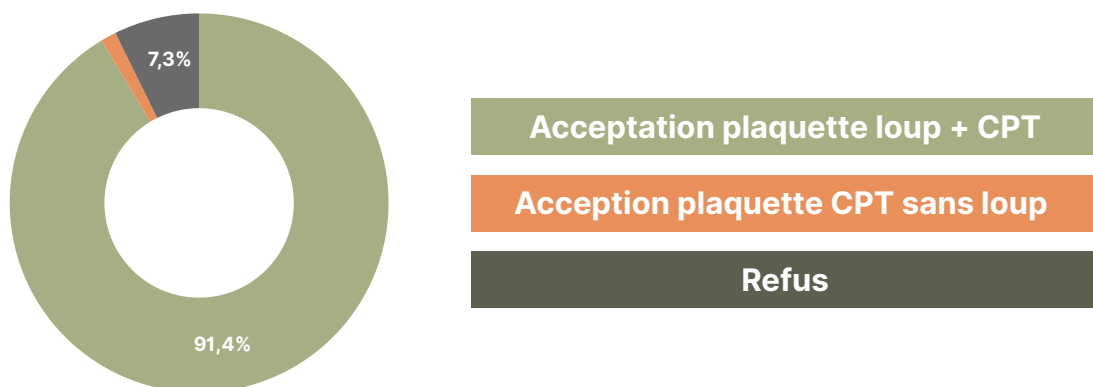 7,3%
91,4%
Acceptation plaquette loup + CPT
Acception plaquette CPT sans loup
Refus